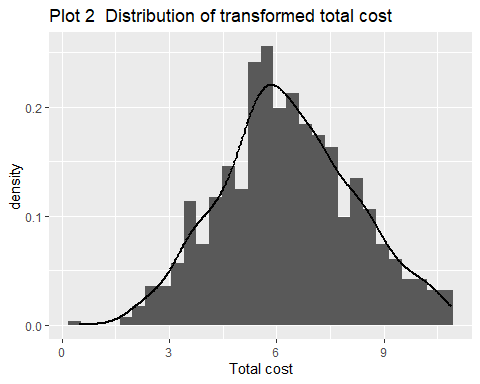 Plot 2 Distribution of transformed total cost
density
0.2
0.1
0.0
0 3 6 9
Total cost